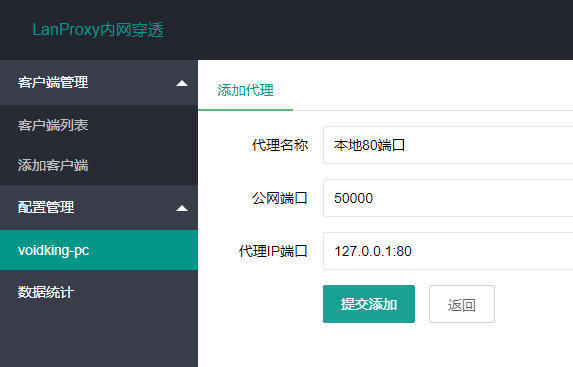 LanProxy内网穿透
客户端管理
客户端列表
添加客户端
配置管理
voidking-pc
数据统计
添加代理
代理名称 本地80端口
公网端口 50000
代理IP端口 127.0.0.1:80
提交添加 返回